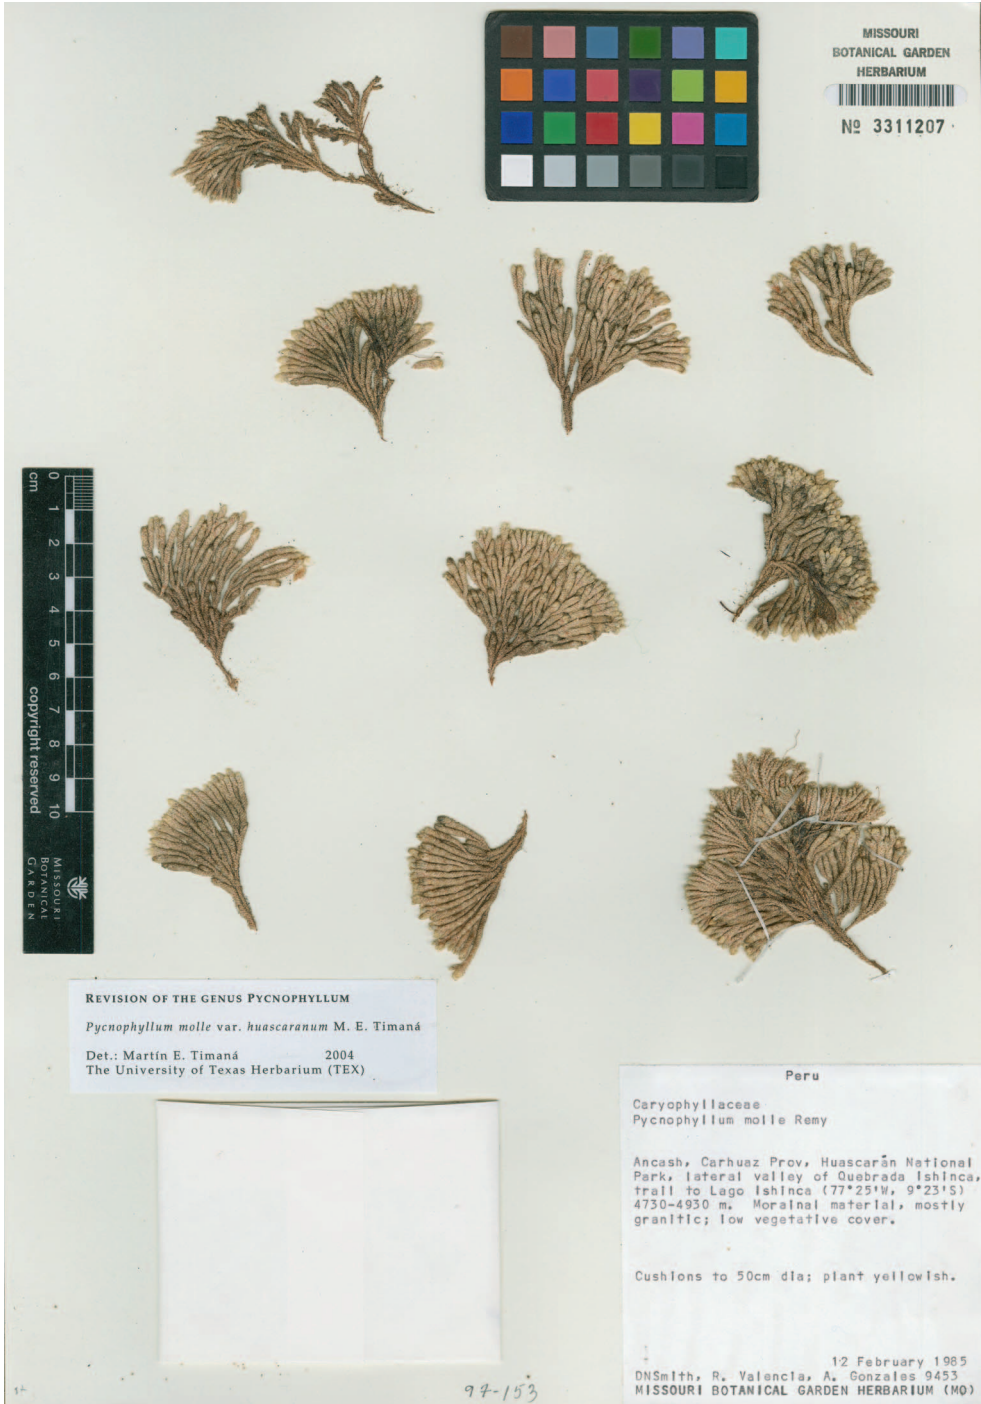 MISSOURI
BOTANICAL GARDEN
HERBARIUM
№ 3311207
cm
0 1 2 3 4 5 6 7 8 9 10
copyright reserved
MISSOURI
BOTANICAL
GARDEN
REVISION OF THE GENUS PYCNOPHYLLUM
Pycnophyllum molle var. huascaranum M. E. Timaná
Det.: Martín E. Timaná 2004
The University of Texas Herbarium (TEX)
Peru
Caryophyllaceae
Pycnophyllum molle Remy
Ancash, Carhuaz Prov, Huascarán National
Park, lateral valley of Quebrada Ishinca,
trail to Lago Ishinca (77°25'W, 9°23'S)
4730-4930 m. Morainal material, mostly
granitic; low vegetative cover.
Cushions to 50cm dia; plant yellowish.
12 February 1985
DNSmith, R. Valencia, A. Gonzales 9453
MISSOURI BOTANICAL GARDEN HERBARIUM (MO)
97-153